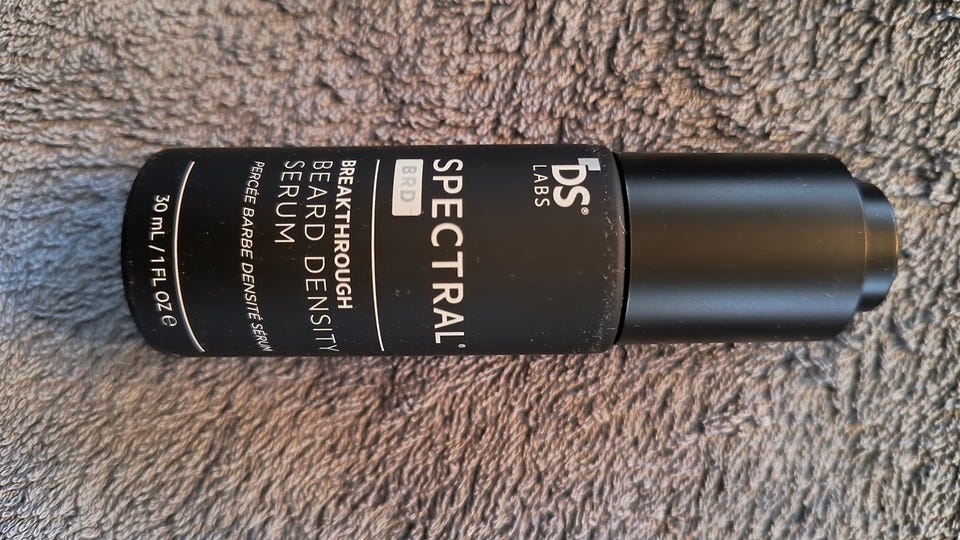 DS®
LABS
SPECTRAL®
BRD
BREAKTHROUGH
BEARD DENSITY
SERUM
PERCÉE BARBE DENSITÉ SÉRUM
30 mL / 1 FL OZ ℮